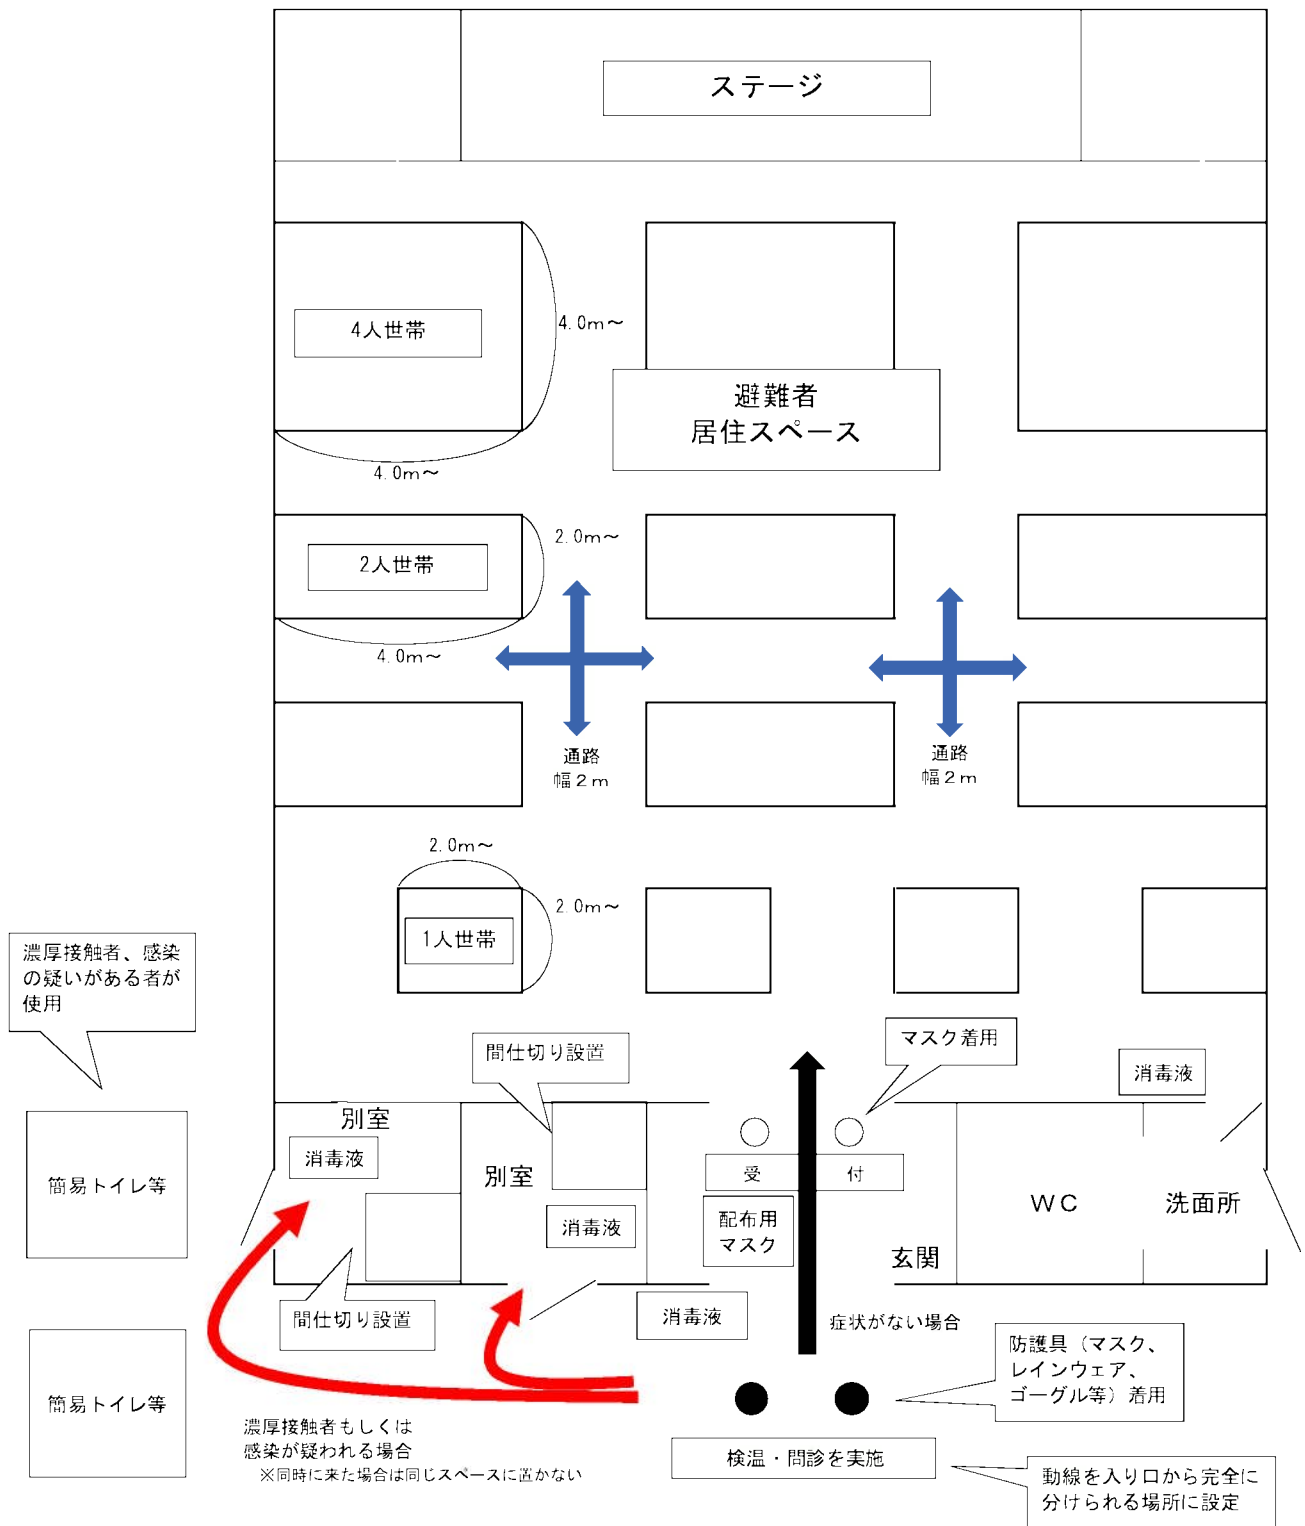 ステージ
4人世帯
4.0m～
4.0m～
避難者
居住スペース
2人世帯
2.0m～
4.0m～
通路
幅２ｍ
通路
幅２ｍ
2.0m～
2.0m～
1人世帯
濃厚接触者、感染
の疑いがある者が
使用
間仕切り設置
マスク着用
消毒液
別室
消毒液
別室
消毒液
受　付
配布用
マスク
玄関
ＷＣ
洗面所
簡易トイレ等
間仕切り設置
消毒液
症状がない場合
防護具（マスク、
レインウェア、
ゴーグル等）着用
簡易トイレ等
濃厚接触者もしくは
感染が疑われる場合
※同時に来た場合は同じスペースに置かない
検温・問診を実施
動線を入り口から完全に
分けられる場所に設定